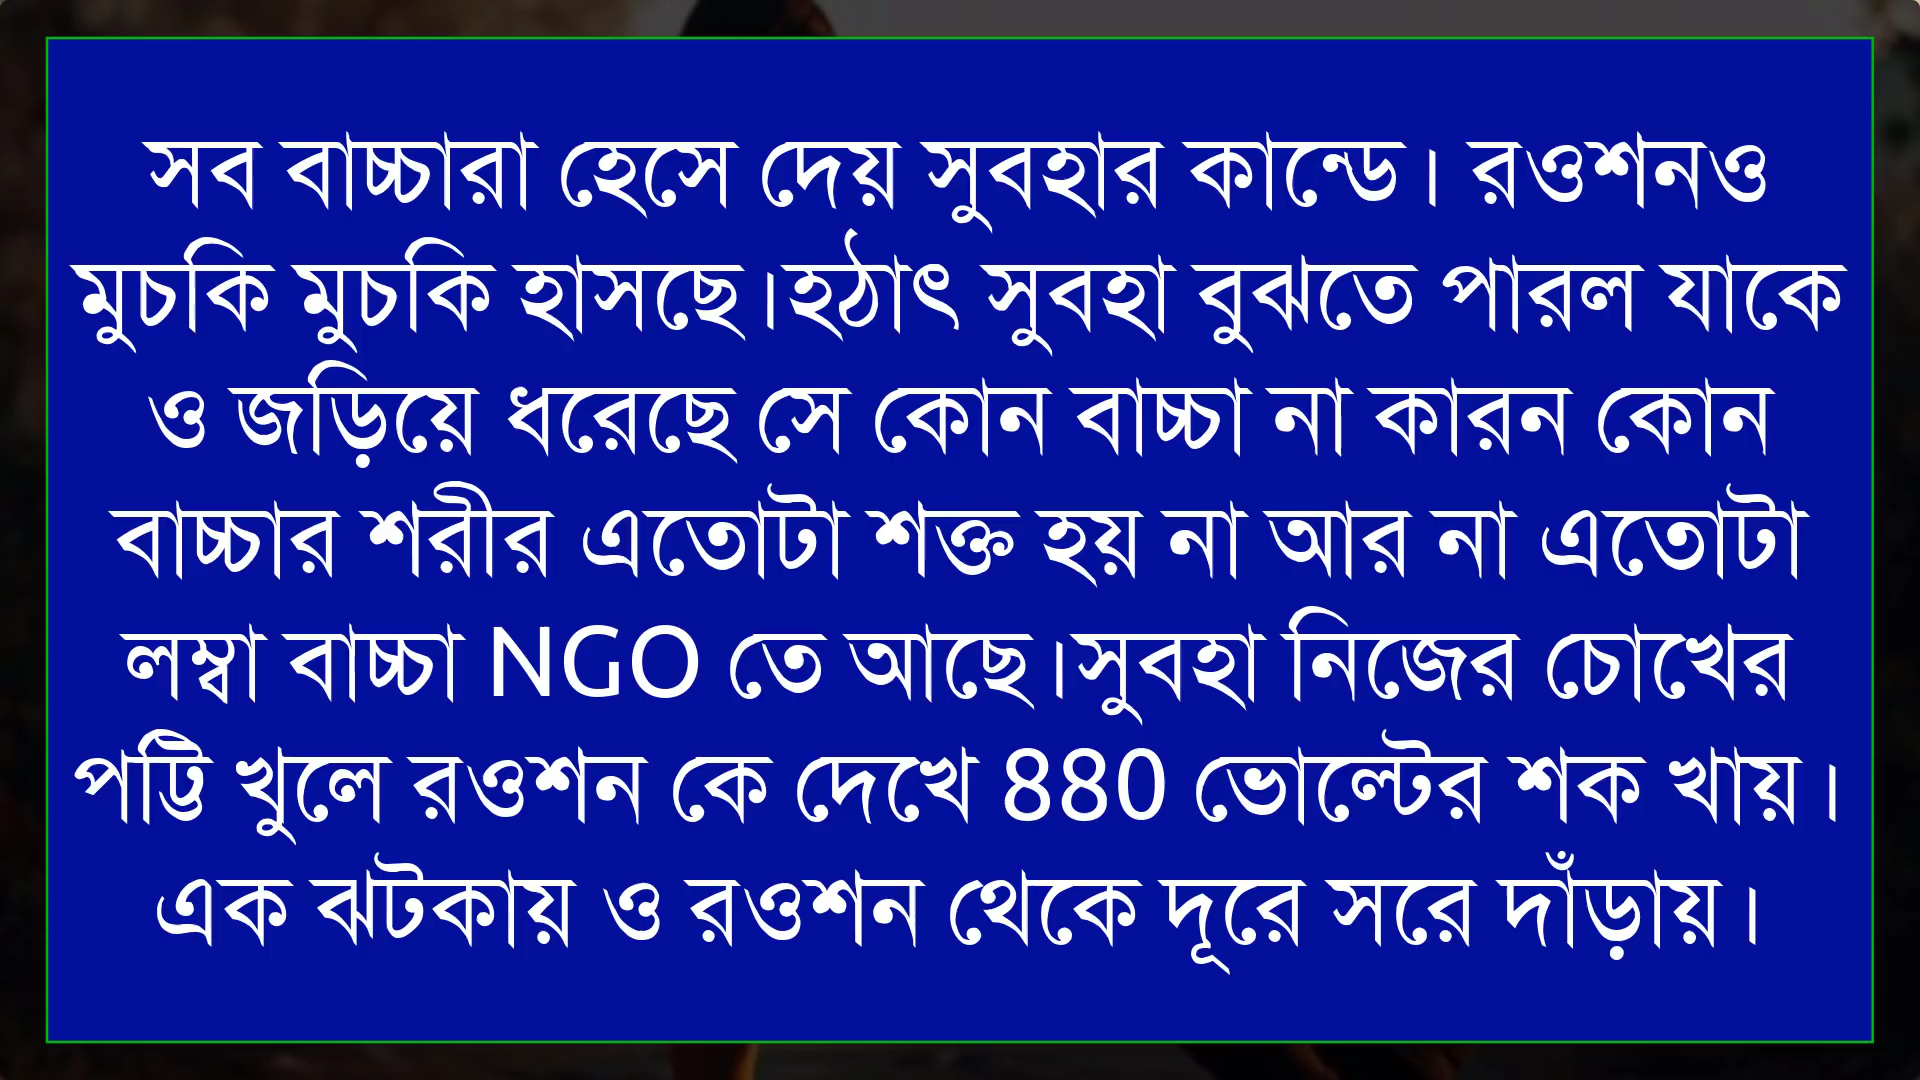 সব বাচ্চারা হেসে দেয় সুবহার কান্ডে। রওশনও
মুচকি মুচকি হাসছে।হঠাৎ সুবহা বুঝতে পারল যাকে
ও জড়িয়ে ধরেছে সে কোন বাচ্চা না কারন কোন
বাচ্চার শরীর এতোটা শক্ত হয় না আর না এতোটা
লম্বা বাচ্চা NGO তে আছে।সুবহা নিজের চোখের
পট্টি খুলে রওশন কে দেখে 880 ভোল্টের শক খায়।
এক ঝটকায় ও রওশন থেকে দূরে সরে দাঁড়ায়।